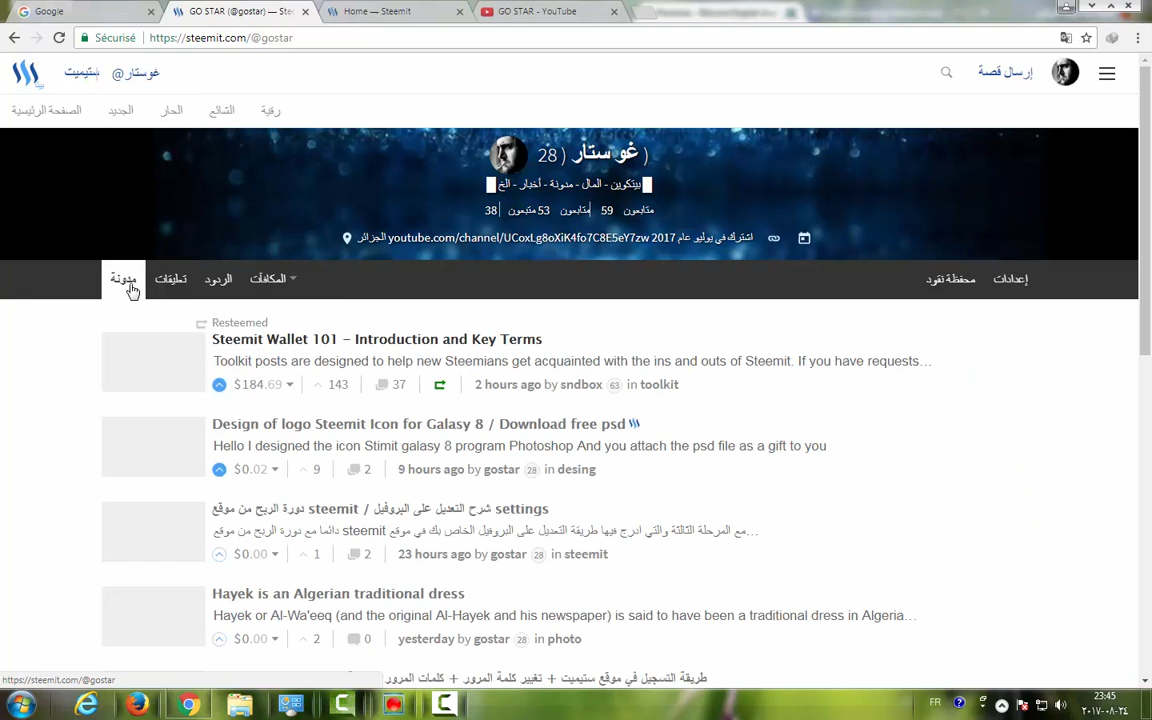 Google
GO STAR (@gostar) — Ste
Home — Steemit
GO STAR - YouTube
Sécurisé
https://steemit.com/@gostar
بيتا
ستيميت
غوستار@
إرسال قصة
الصفحة الرئيسية
الجديد
الحار
الشائع
رقية
غو ستار ( 28 )
بيتكوين - المال - مدونة - أخبار - الخ
متابعون 59 متابعون 53 متبعون 38
اشترك في يوليو عام 2017 youtube.com/channel/UCoxLg8oXiK4fo7C8E5eY7zw الجزائر
مدونة
تعليقات
الردود
المكافآت
محفظة نقود
إعدادات
Resteemed
Steemit Wallet 101 – Introduction and Key Terms
Toolkit posts are designed to help new Steemians get acquainted with the ins and outs of Steemit. If you have requests…
$184.69 143 37 2 hours ago by sndbox 63 in toolkit
Design of logo Steemit Icon for Galasy 8 / Download free psd
Hello I designed the icon Stimit galasy 8 program Photoshop And you attach the psd file as a gift to you
$0.02 9 2 9 hours ago by gostar 28 in desing
دورة الربح من موقع steemit / شرح التعديل على البروفيل settings
مع المرحلة الثالثة والتي ادرج فيها طريقة التعديل على البروفيل الخاص بك في موقع steemit دائما مع دورة الربح من موقع…
$0.00 1 2 23 hours ago by gostar 28 in steemit
Hayek is an Algerian traditional dress
Hayek or Al-Wa'eeq (and the original Al-Hayek and his newspaper) is said to have been a traditional dress in Algeria…
$0.00 2 0 yesterday by gostar 28 in photo
طريقة التسجيل في موقع ستيميت + تغيير كلمة المرور + كلمات المرور
https://steemit.com/@gostar
FR
23:45
٢٠١٧-٠٨-٢٤